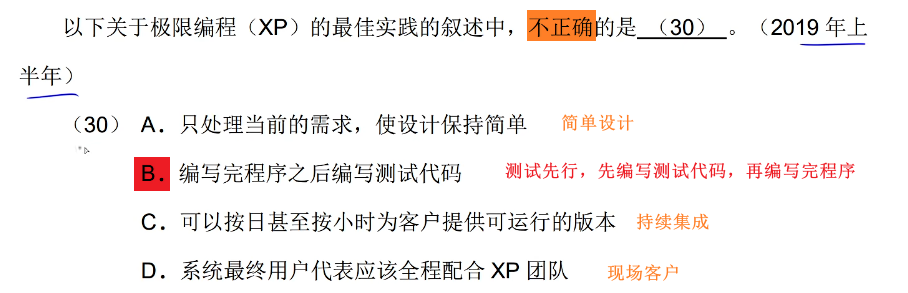 以下关于极限编程（XP）的最佳实践的叙述中，不正确的是 （30） 。（2019 年上
半年）
（30） A．只处理当前的需求，使设计保持简单 简单设计
B．编写完程序之后编写测试代码 测试先行，先编写测试代码，再编写完程序
C．可以按日甚至按小时为客户提供可运行的版本 持续集成
D．系统最终用户代表应该全程配合 XP 团队 现场客户